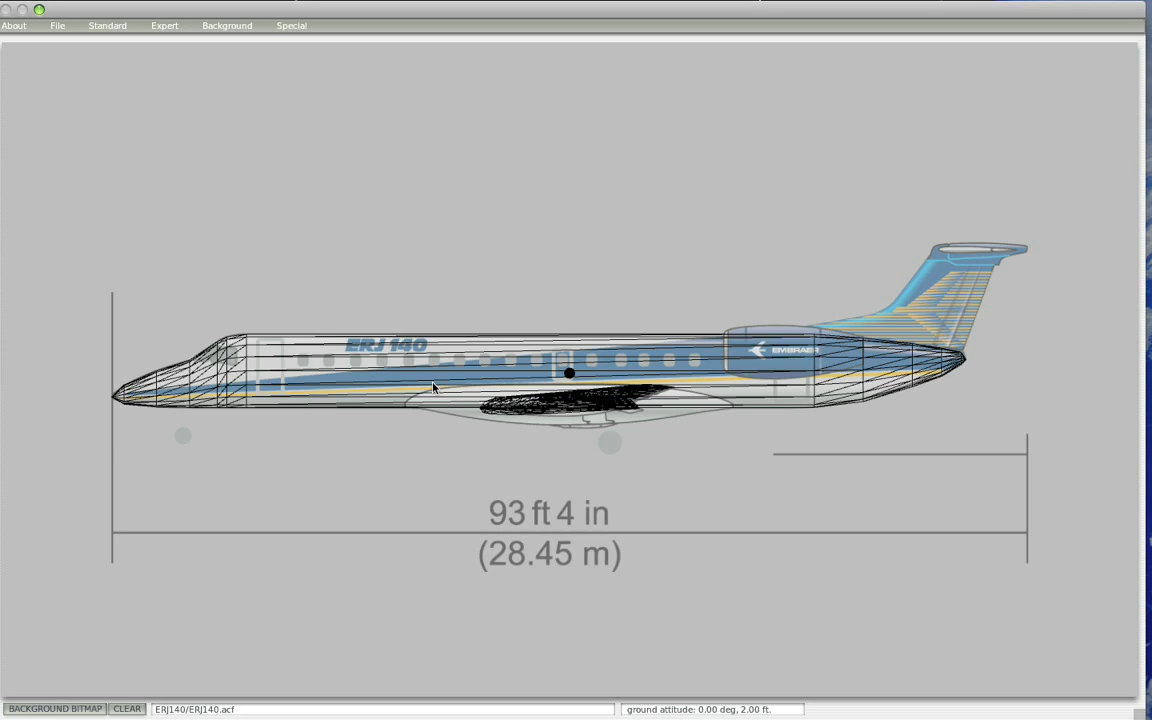 About File Standard Expert Background Special
ERJ 140
EMBRAER
93 ft 4 in
(28.45 m)
BACKGROUND BITMAP CLEAR ERJ140/ERJ140.acf ground attitude: 0.00 deg, 2.00 ft.